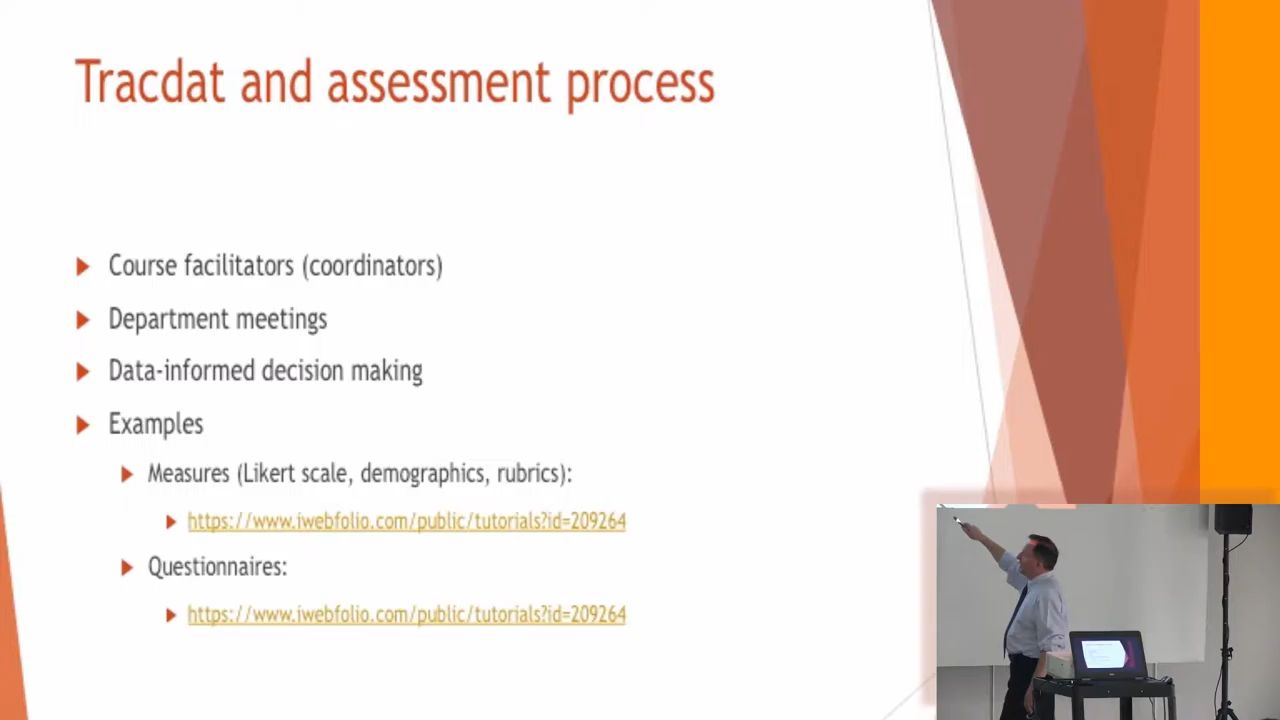 Tracdat and assessment process
Course facilitators (coordinators)
Department meetings
Data-informed decision making
Examples
Measures (Likert scale, demographics, rubrics):
https://www.iwebfolio.com/public/tutorials?id=209264
Questionnaires:
https://www.iwebfolio.com/public/tutorials?id=209264